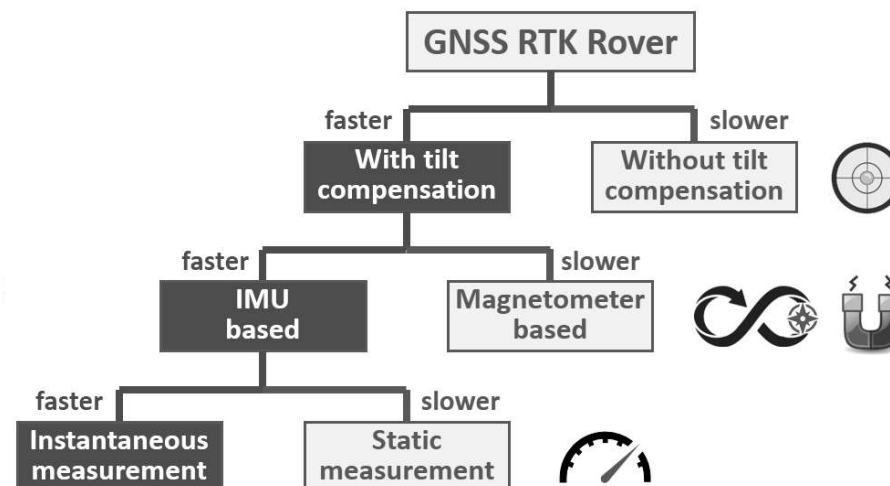 GNSS RTK Rover
faster
slower
With tilt
compensation
Without tilt
compensation
faster
slower
IMU
based
Magnetometer
based
faster
slower
Instantaneous
measurement
Static
measurement